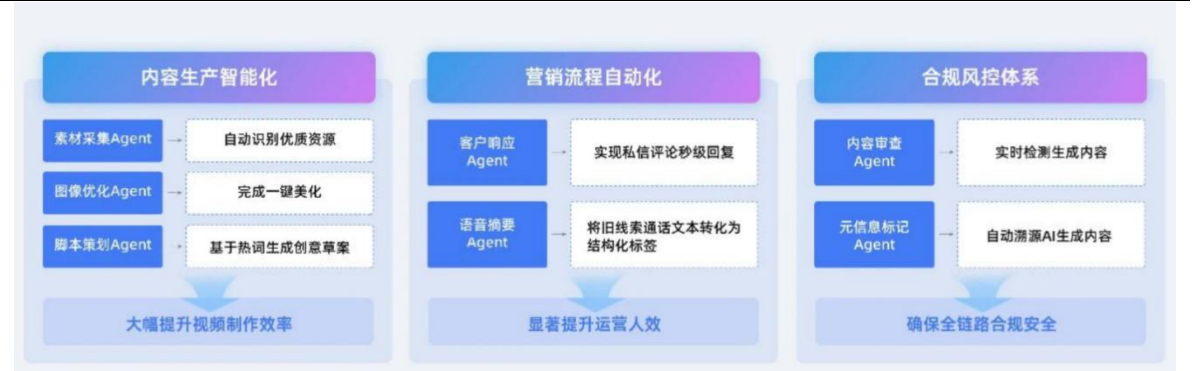 内容生产智能化
素材采集Agent
自动识别优质资源
图像优化Agent
完成一键美化
脚本策划Agent
基于热词生成创意草案
大幅提升视频制作效率
营销流程自动化
客户响应
Agent
实现私信评论秒级回复
语音摘要
Agent
将旧线索通话文本转化为
结构化标签
显著提升运营人效
合规风控体系
内容审查
Agent
实时检测生成内容
元信息标记
Agent
自动溯源AI生成内容
确保全链路合规安全